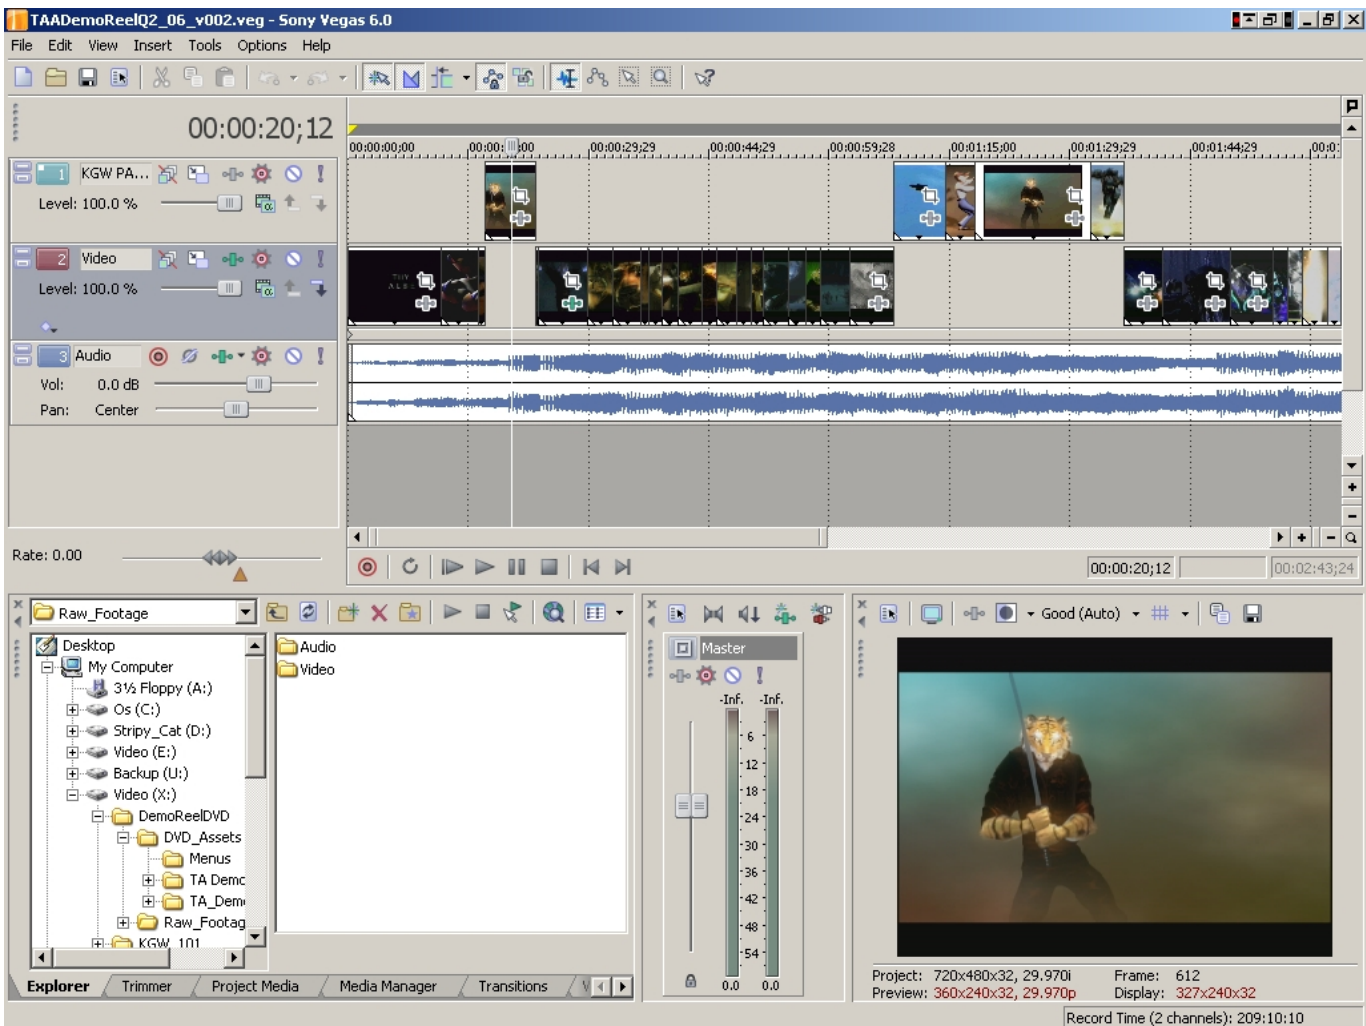 TAADemoReelQ2_06_v002.veg - Sony Vegas 6.0
File Edit View Insert Tools Options Help
00:00:20;12
00:00:00;00 00:00:29;29 00:00:44;29 00:00:59;28 00:01:15;00 00:01:29;29 00:01:44;29
1 KGW PA...
Level: 100.0 %
2 Video
Level: 100.0 %
3 Audio
Vol: 0.0 dB
Pan: Center
Rate: 0.00
00:00:20;12 00:02:43;24
Raw_Footage
Good (Auto)
Desktop
My Computer
3½ Floppy (A:)
Os (C:)
Stripy_Cat (D:)
Video (E:)
Backup (U:)
Video (X:)
DemoReelDVD
DVD_Assets
Menus
TA Demo
TA_Dem
Raw_Footag
KGW_101
Audio
Video
Master
-Inf. -Inf.
6
12
18
24
30
36
42
48
54
0.0 0.0
Explorer Trimmer Project Media Media Manager Transitions
Project: 720x480x32, 29.970i Frame: 612
Preview: 360x240x32, 29.970p Display: 327x240x32
Record Time (2 channels): 209:10:10